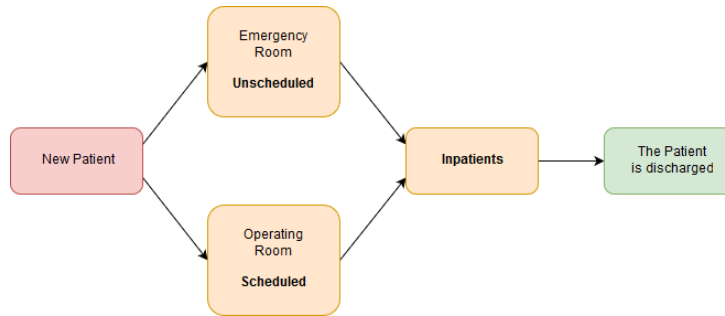 New Patient
Emergency
Room
Unscheduled
Operating
Room
Scheduled
Inpatients
The Patient
is discharged